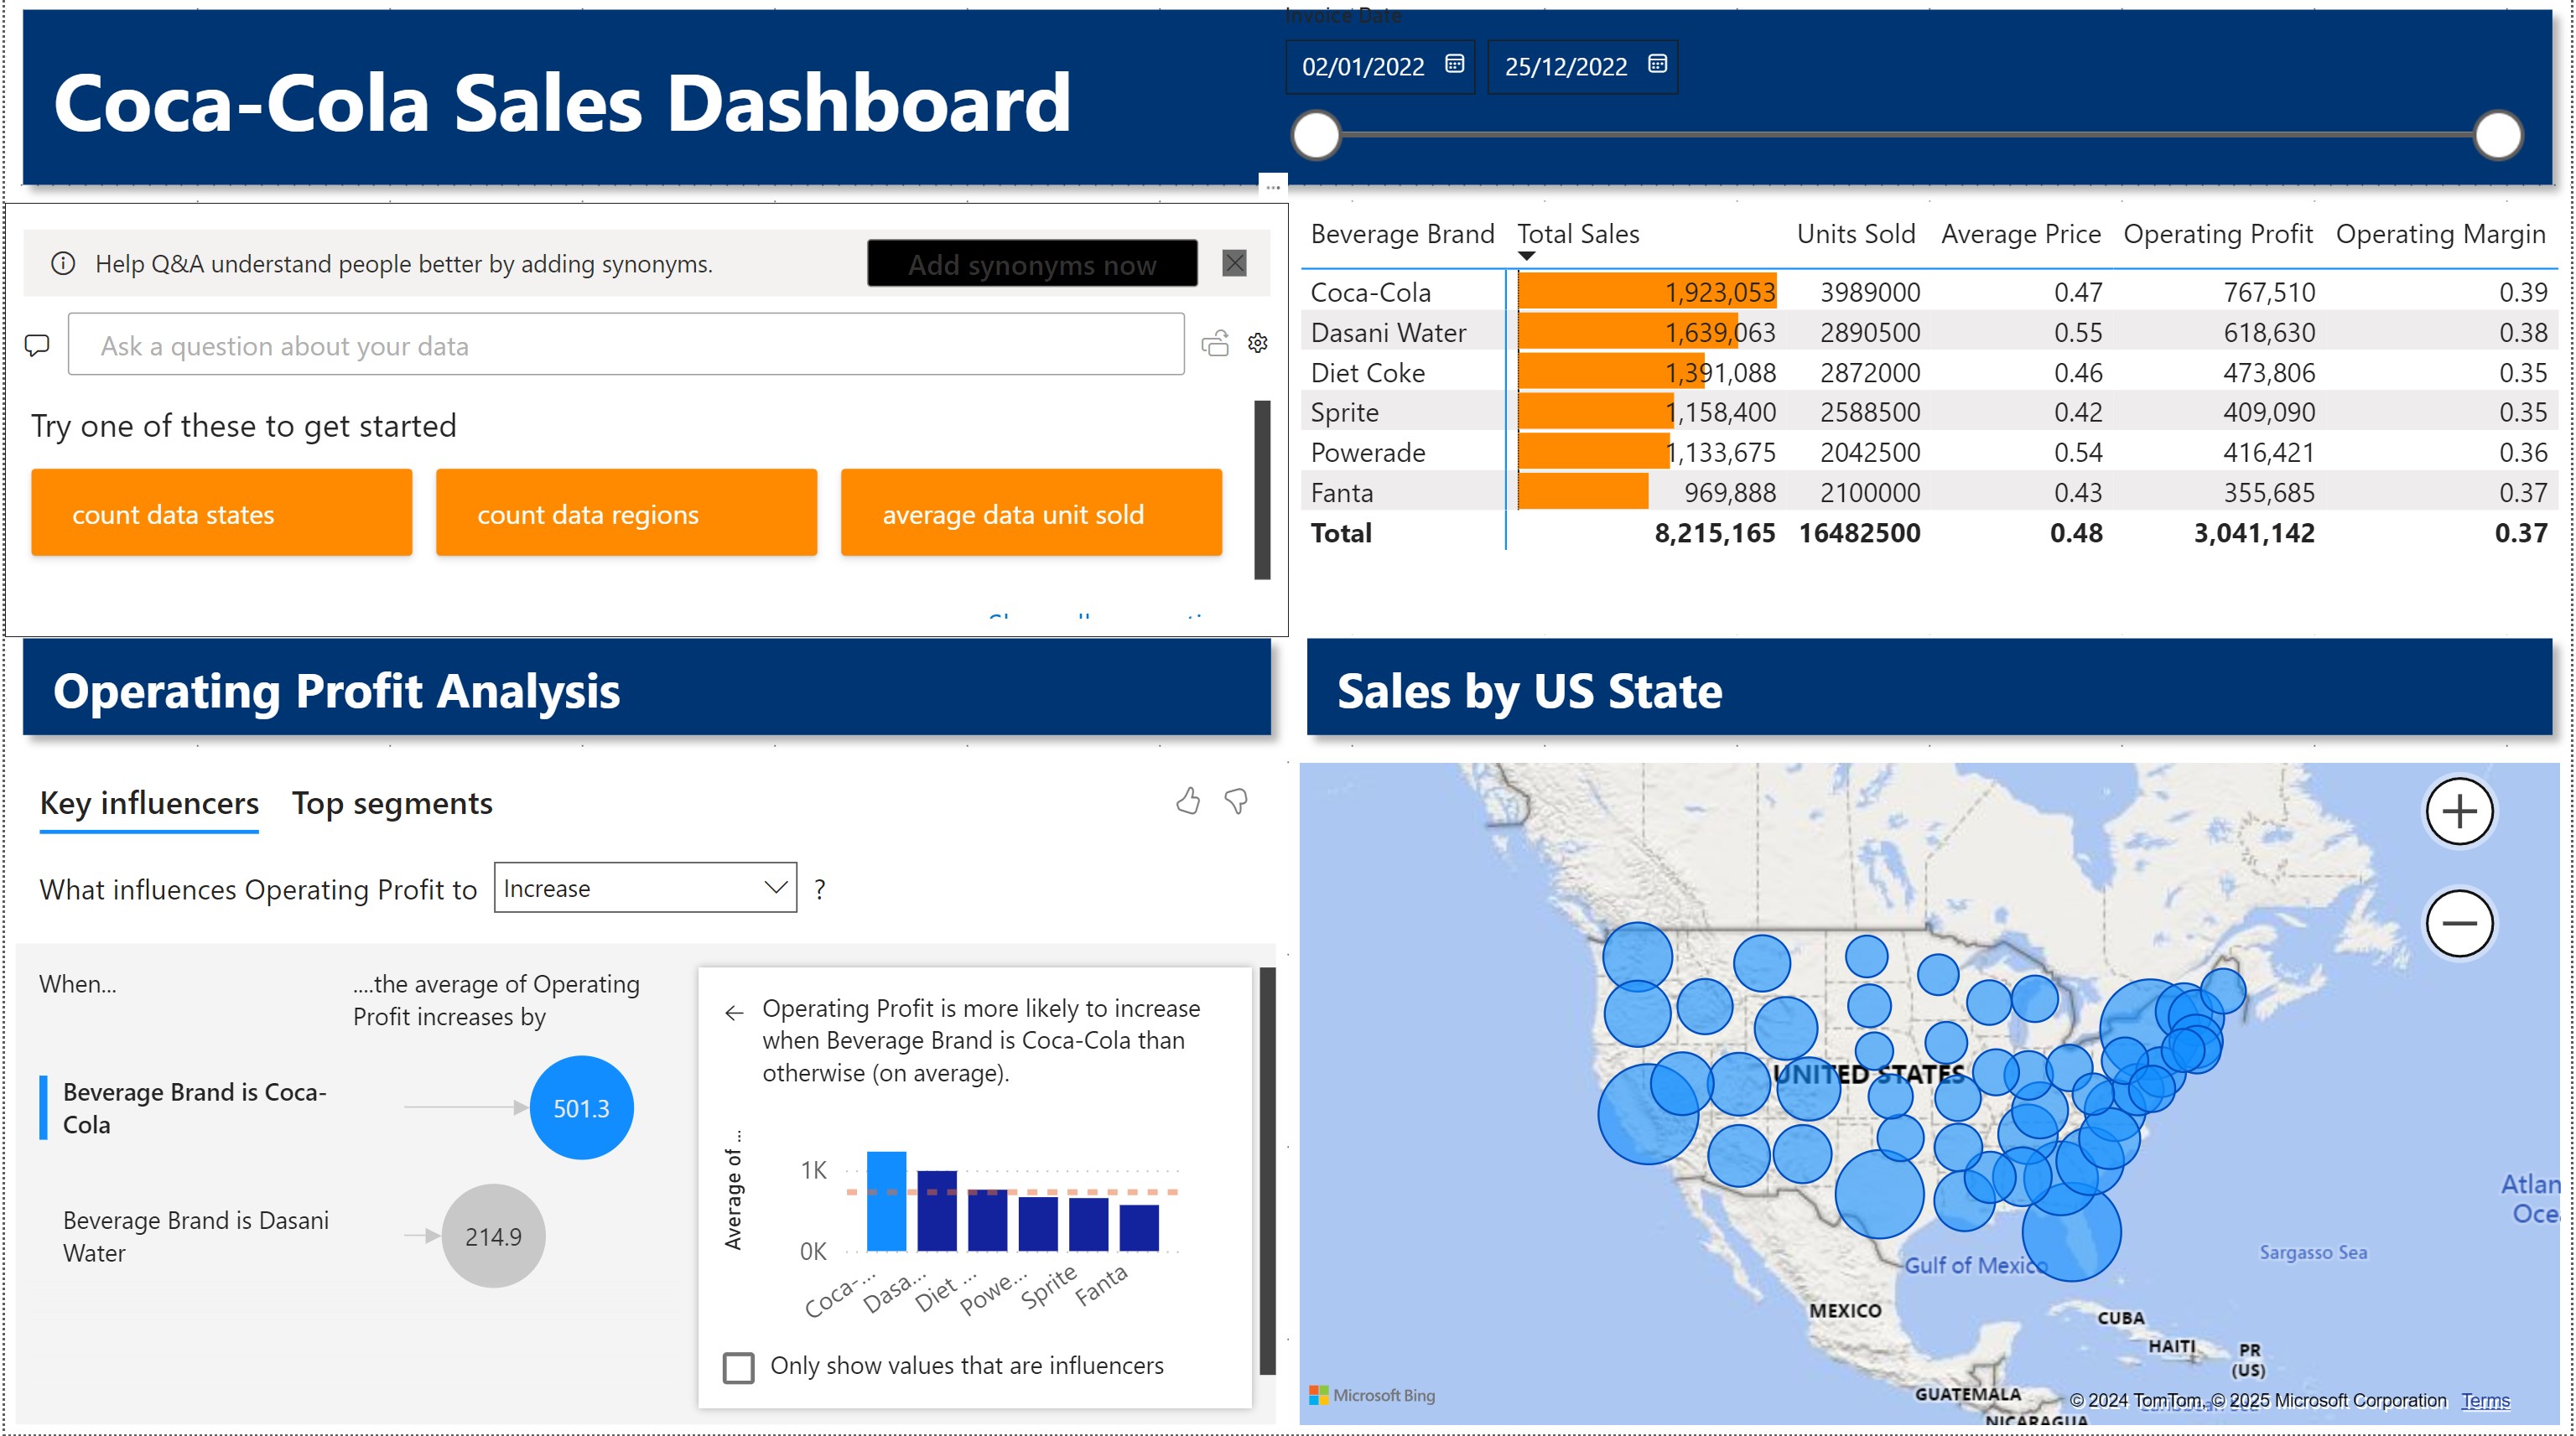 Invoice Date
Coca-Cola Sales Dashboard
02/01/2022
25/12/2022
Help Q&A understand people better by adding synonyms.
Add synonyms now
Ask a question about your data
Try one of these to get started
count data states
count data regions
average data unit sold
Beverage Brand Total Sales Units Sold Average Price Operating Profit Operating Margin
Coca-Cola 1,923,053 3989000 0.47 767,510 0.39
Dasani Water 1,639,063 2890500 0.55 618,630 0.38
Diet Coke 1,391,088 2872000 0.46 473,806 0.35
Sprite 1,158,400 2588500 0.42 409,090 0.35
Powerade 1,133,675 2042500 0.54 416,421 0.36
Fanta 969,888 2100000 0.43 355,685 0.37
Total 8,215,165 16482500 0.48 3,041,142 0.37
Operating Profit Analysis
Key influencers Top segments
What influences Operating Profit to Increase ?
When...
....the average of Operating
Profit increases by
Beverage Brand is Coca-
Cola
501.3
Beverage Brand is Dasani
Water
214.9
Operating Profit is more likely to increase
when Beverage Brand is Coca-Cola than
otherwise (on average).
Average of ...
1K
0K
Coca-...
Dasa...
Diet ...
Powe...
Sprite
Fanta
Only show values that are influencers
Sales by US State
UNITED STATES
Atlan
Oce
Sargasso Sea
Gulf of Mexico
MEXICO
CUBA
HAITI
PR
(US)
GUATEMALA
NICARAGUA
Microsoft Bing
© 2024 TomTom, © 2025 Microsoft Corporation Terms